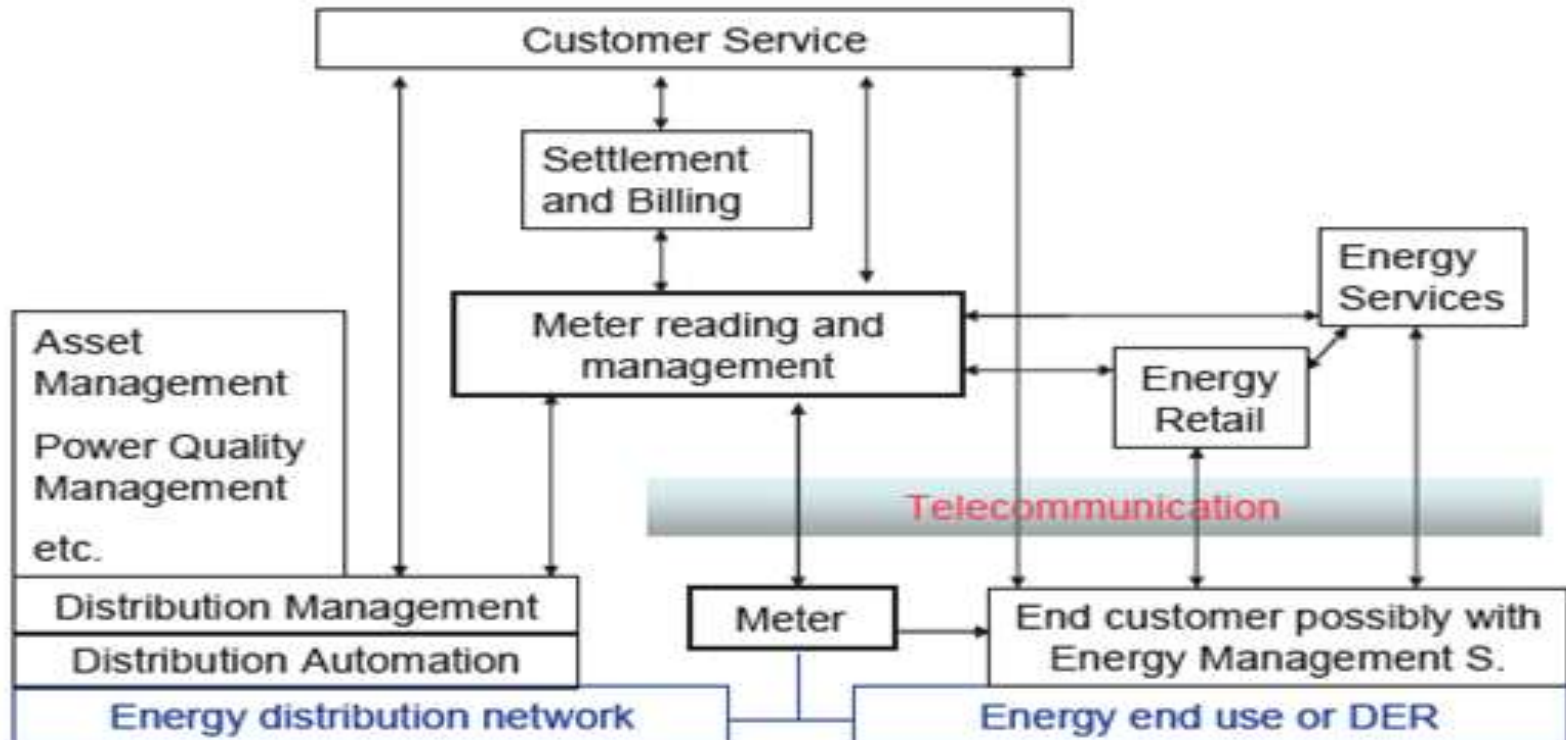 Customer Service
Settlement
and Billing
Energy
Services
Meter reading and
management
Asset
Management
Energy
Retail
Power Quality
Management
etc.
Telecommunication
Distribution Management
Meter
End customer possibly with
Energy Management S.
Distribution Automation
Energy distribution network
Energy end use or DER